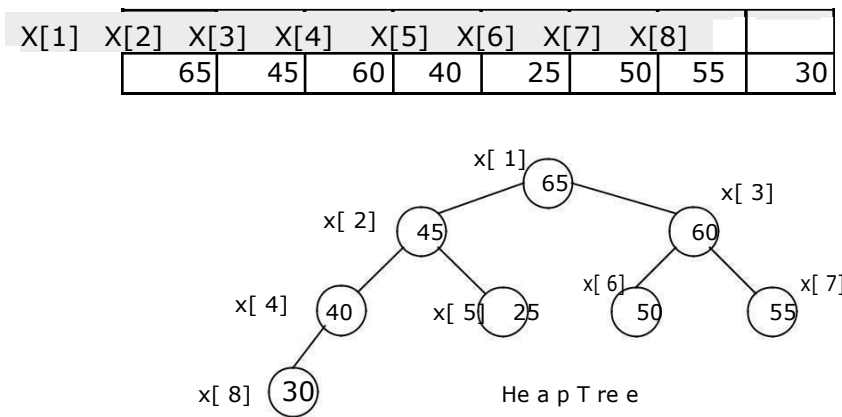 X[1] X[2] X[3] X[4] X[5] X[6] X[7] X[8]
65 45 60 40 25 50 55 30
x[ 1]
65
x[ 3]
x[ 2]
45
60
x[ 4]
40
x[ 5]
25
x[ 6]
50
x[ 7]
55
x[ 8]
30
He a p T re e